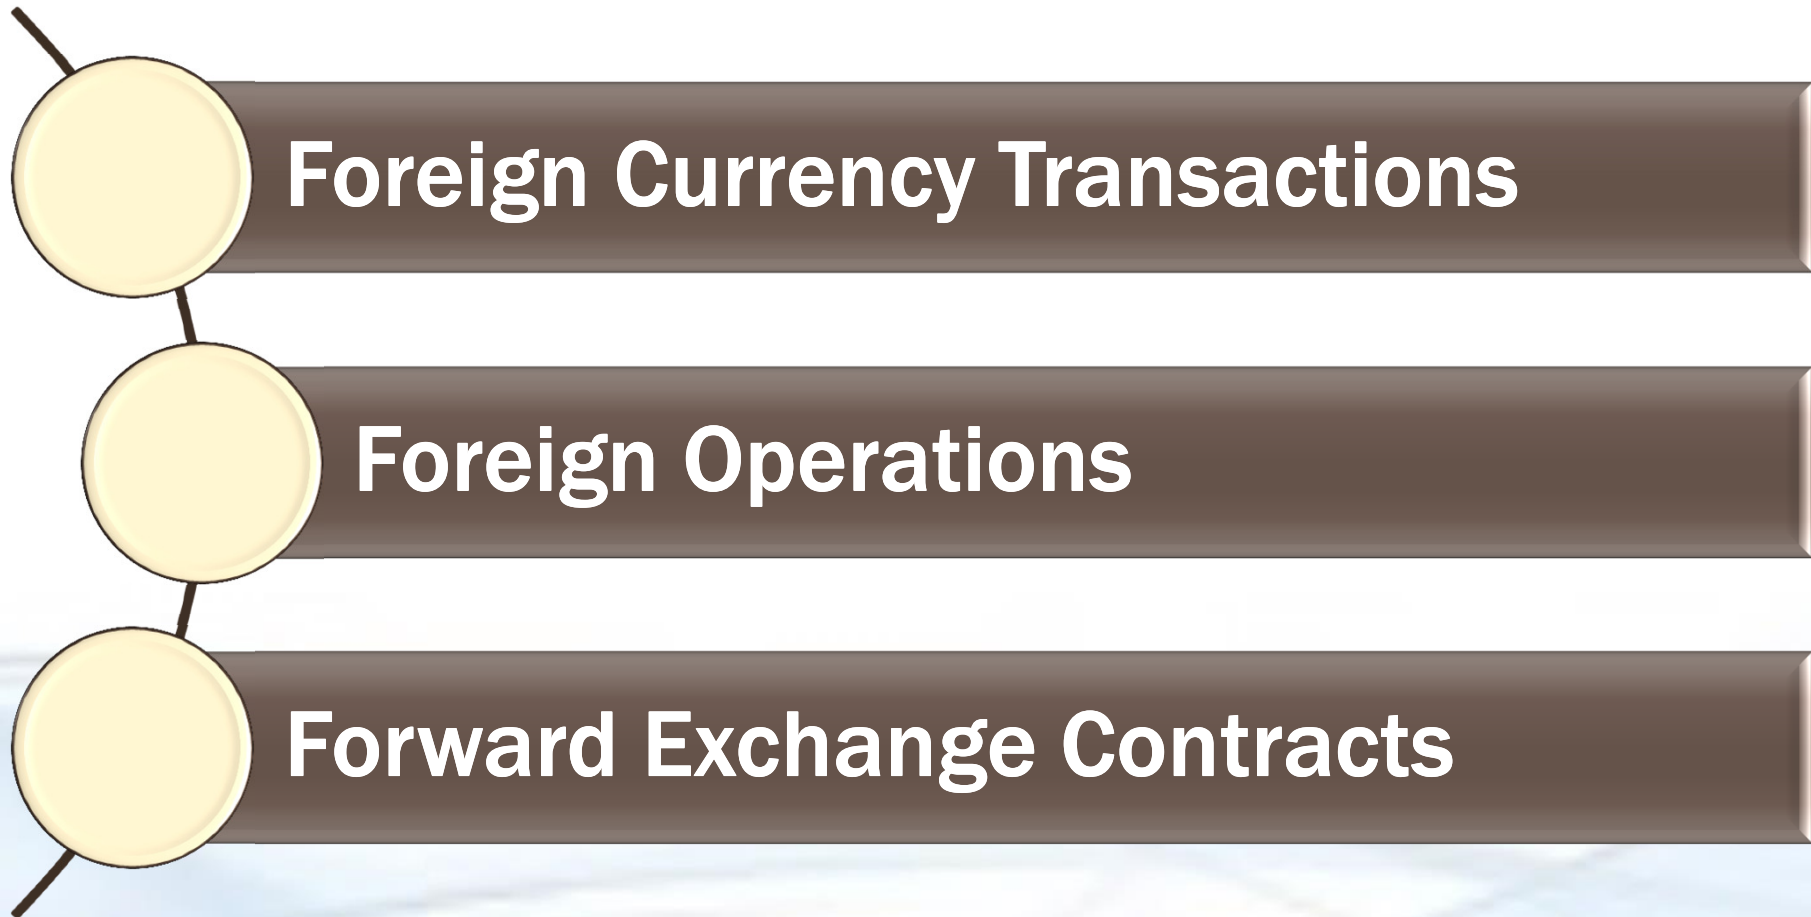 Foreign Currency Transactions
Foreign Operations
Forward Exchange Contracts